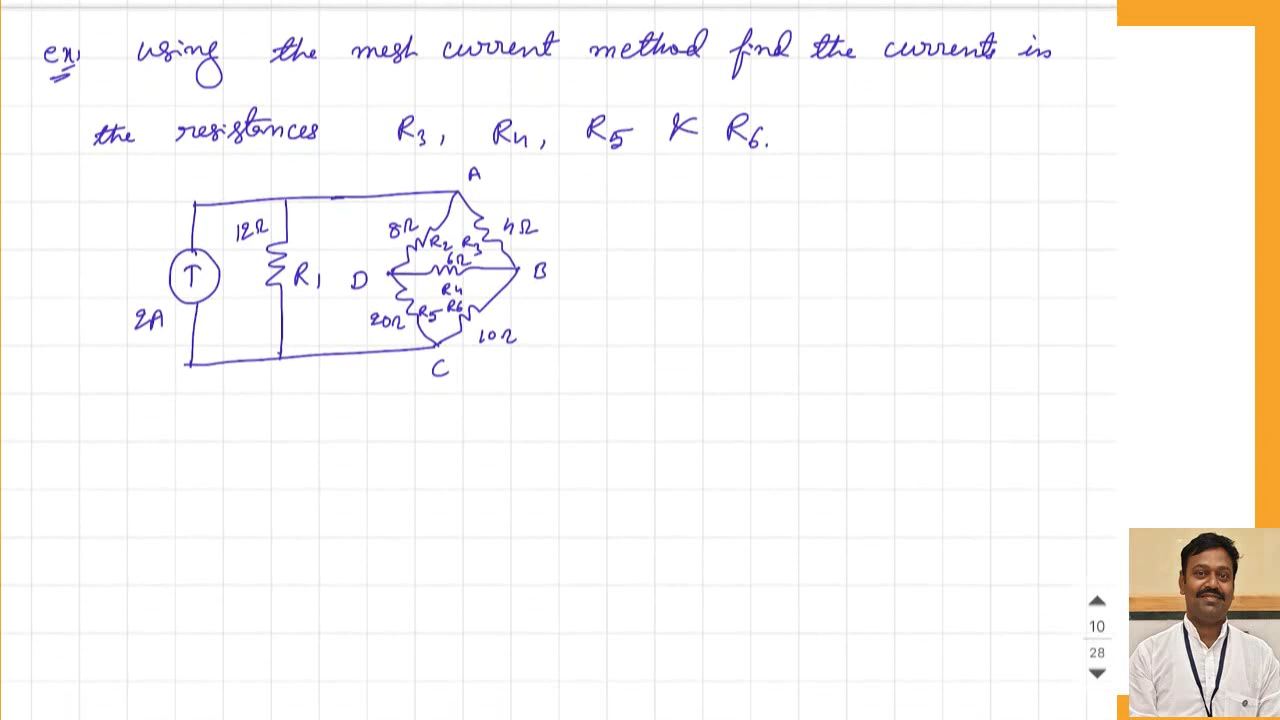 ex. using the mesh current method find the currents in
the resistances R3, R4, R5 & R6.
A
12Ω 8Ω R2 R3 4Ω
6Ω
R1 D B
R4
2A 20Ω R5 R6 10Ω
C
10
28